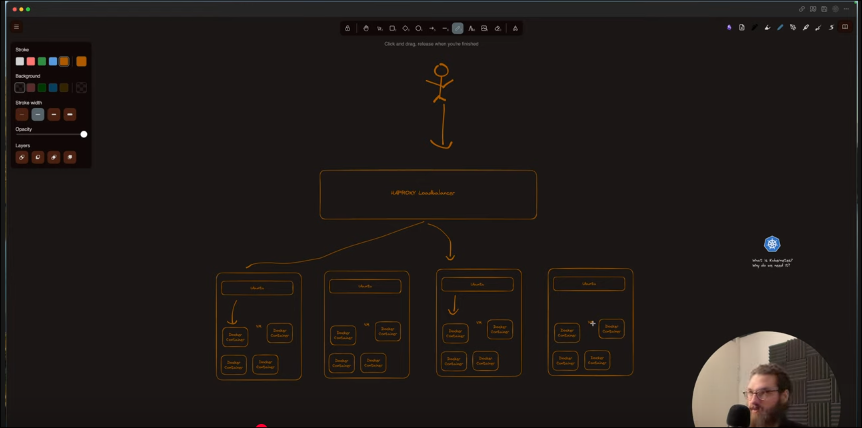 Click and drag, release when you're finished
Stroke
Background
Stroke width
Opacity
Layers
HAPROXY Loadbalancer
Ubuntu
Ubuntu
Ubuntu
Ubuntu
Docker
Container
Docker
Container
Docker
Container
Docker
Container
Docker
Container
Docker
Container
Docker
Container
Docker
Container
Docker
Container
Docker
Container
Docker
Container
Docker
Container
Docker
Container
Docker
Container
Docker
Container
Docker
Container
What is Kubernetes?
Why do we need it?